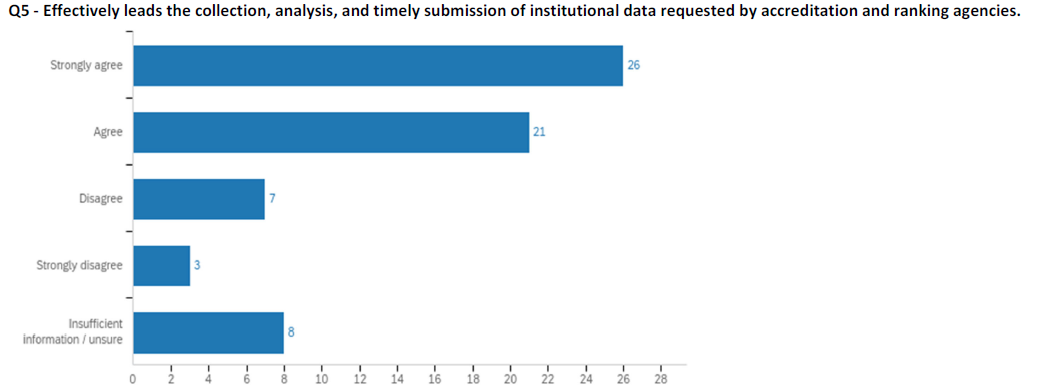 Q5 - Effectively leads the collection, analysis, and timely submission of institutional data requested by accreditation and ranking agencies.
Strongly agree
26
Agree
21
Disagree
7
Strongly disagree
3
Insufficient
information / unsure
8
0 2 4 6 8 10 12 14 16 18 20 22 24 26 28